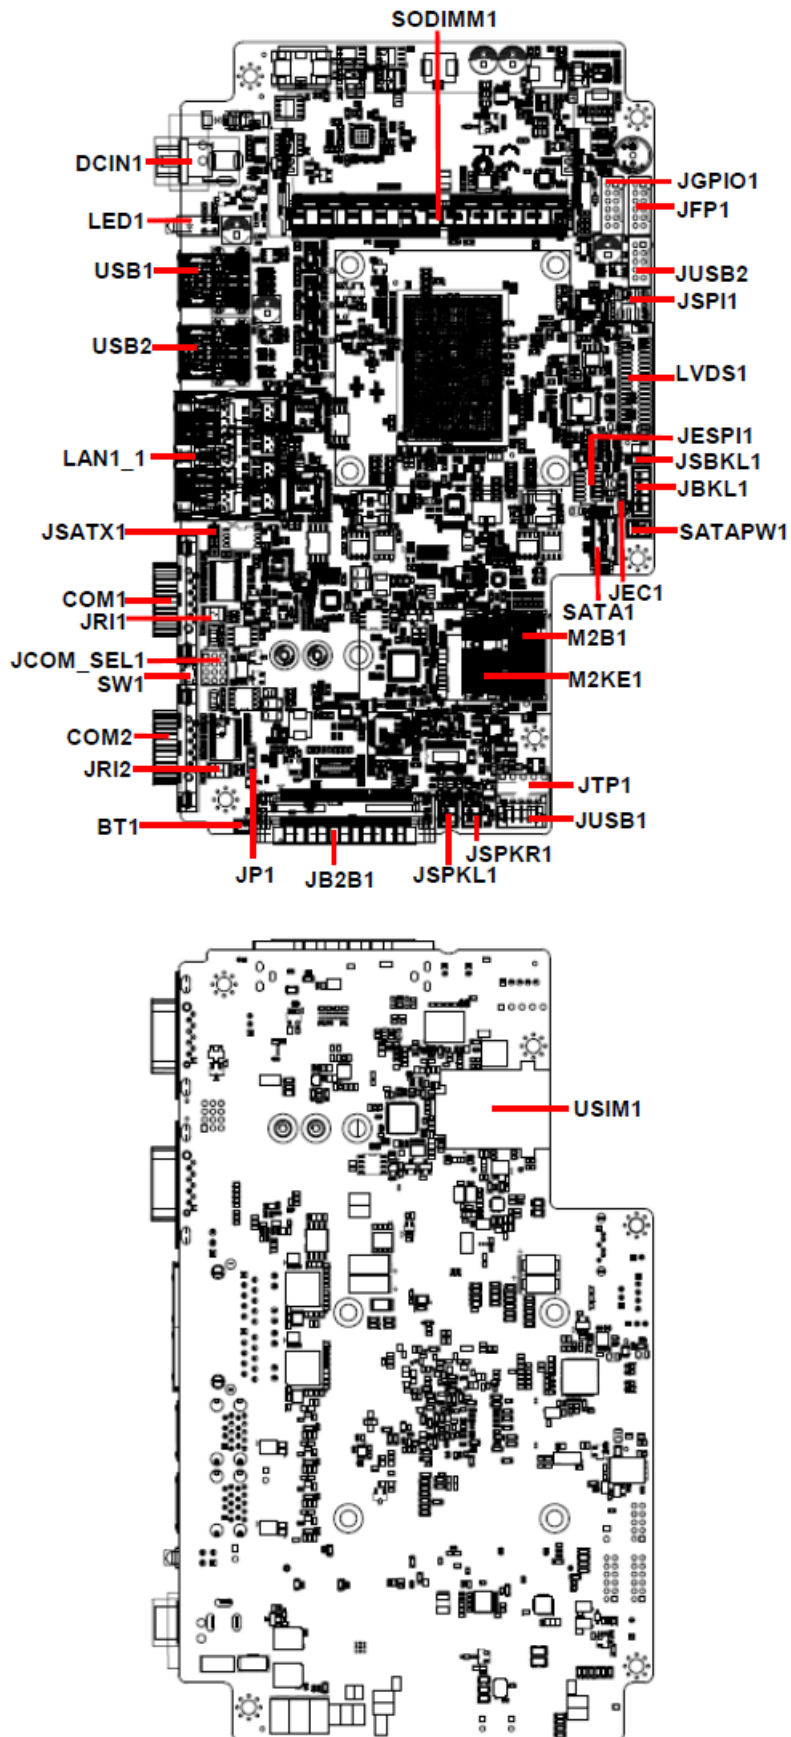 SODIMM1
DCIN1
JGPIO1
LED1
JFP1
USB1
JUSB2
JSPI1
USB2
LVDS1
JESPI1
LAN1_1
JSBKL1
JBKL1
JSATX1
SATAPW1
COM1
JEC1
SATA1
JRI1
M2B1
JCOM_SEL1
SW1
M2KE1
COM2
JRI2
JTP1
BT1
JUSB1
JSPKR1
JP1
JB2B1
JSPKL1
USIM1